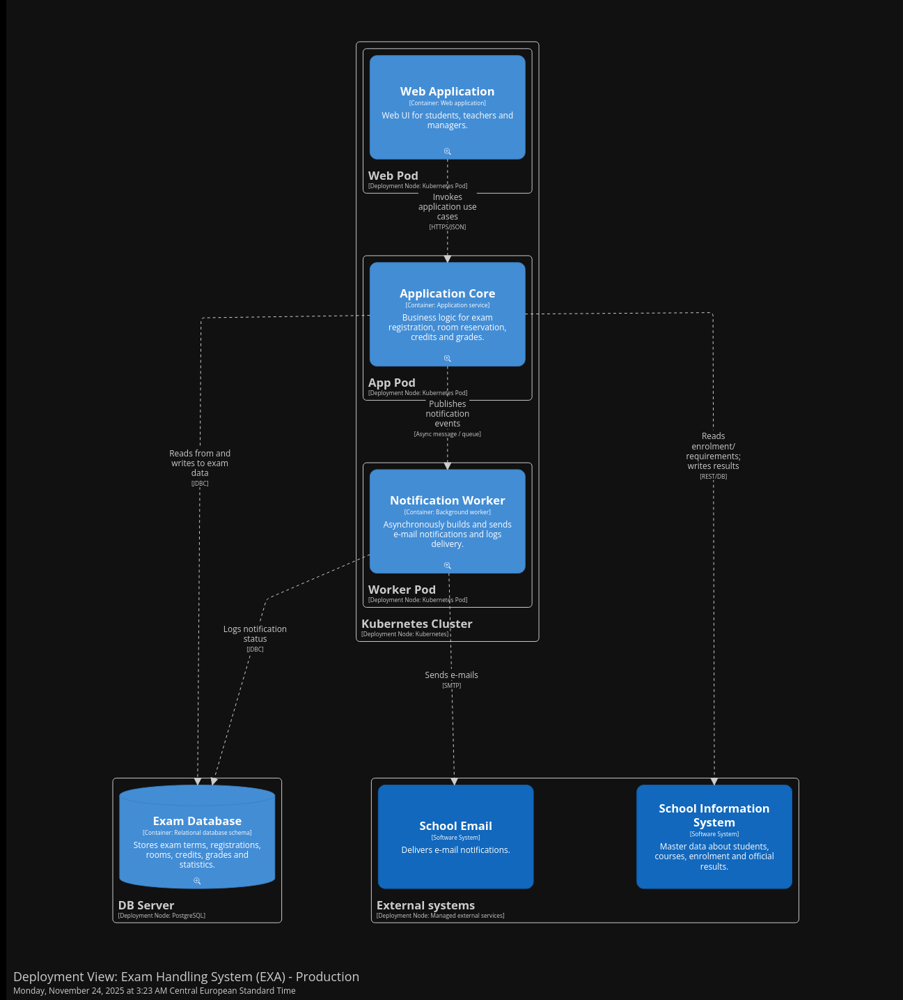 Web Application
[Container: Web application]
Web UI for students, teachers and
managers.
Web Pod
[Deployment Node: Kubernetes Pod]
Invokes
application use
cases
[HTTPS/JSON]
Application Core
[Container: Application service]
Business logic for exam
registration, room reservation,
credits and grades.
App Pod
[Deployment Node: Kubernetes Pod]
Publishes
notification
events
[Async message / queue]
Reads from and
writes to exam
data
[JDBC]
Reads
enrolment/
requirements;
writes results
[REST/DB]
Notification Worker
[Container: Background worker]
Asynchronously builds and sends
e-mail notifications and logs
delivery.
Worker Pod
[Deployment Node: Kubernetes Pod]
Kubernetes Cluster
[Deployment Node: Kubernetes]
Logs notification
status
[JDBC]
Sends e-mails
[SMTP]
Exam Database
[Container: Relational database schema]
Stores exam terms, registrations,
rooms, credits, grades and
statistics.
DB Server
[Deployment Node: PostgreSQL]
School Email
[Software System]
Delivers e-mail notifications.
School Information
System
[Software System]
Master data about students,
courses, enrolment and official
results.
External systems
[Deployment Node: Managed external services]
Deployment View: Exam Handling System (EXA) - Production
Monday, November 24, 2025 at 3:23 AM Central European Standard Time